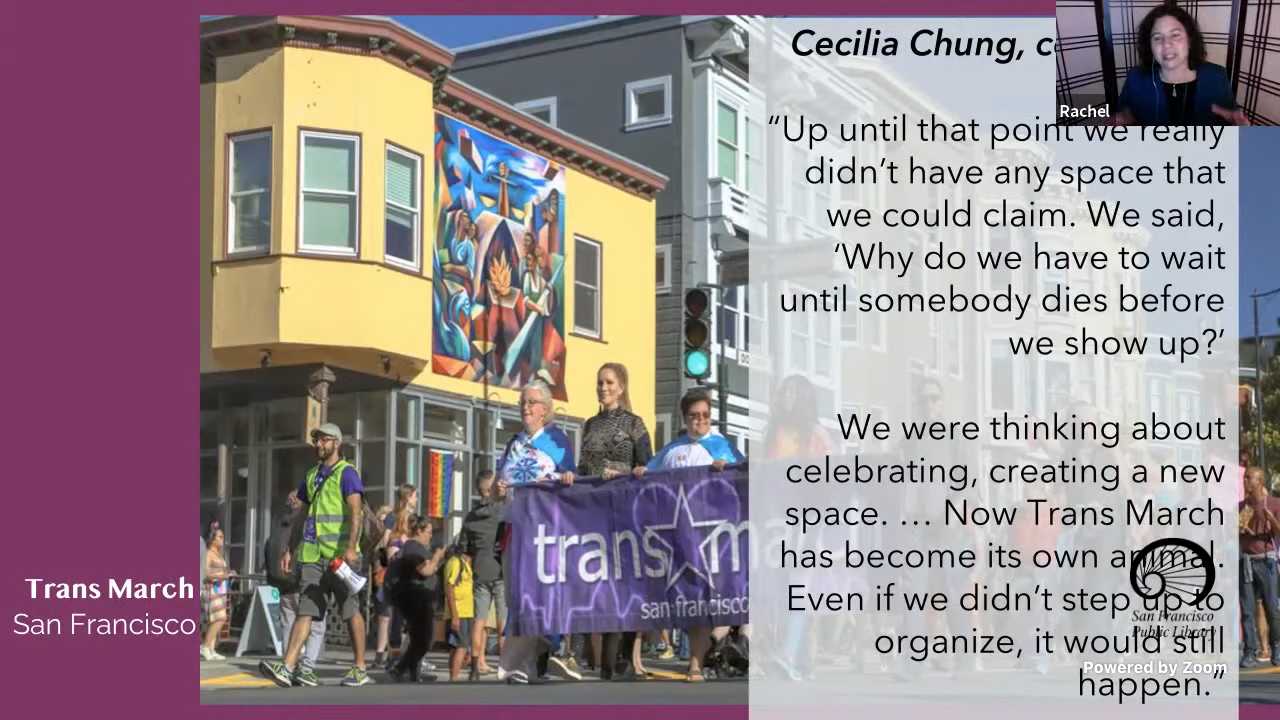 Cecilia Chung, c
Rachel
“Up until that point we really
didn’t have any space that
we could claim. We said,
‘Why do we have to wait
until somebody dies before
we show up?’
We were thinking about
celebrating, creating a new
space. … Now Trans March
has become its own animal.
Even if we didn’t step up to
organize, it would still
happen.”
trans m
san francisco
Trans March
San Francisco
San Francisco
Public Library
Powered by Zoom